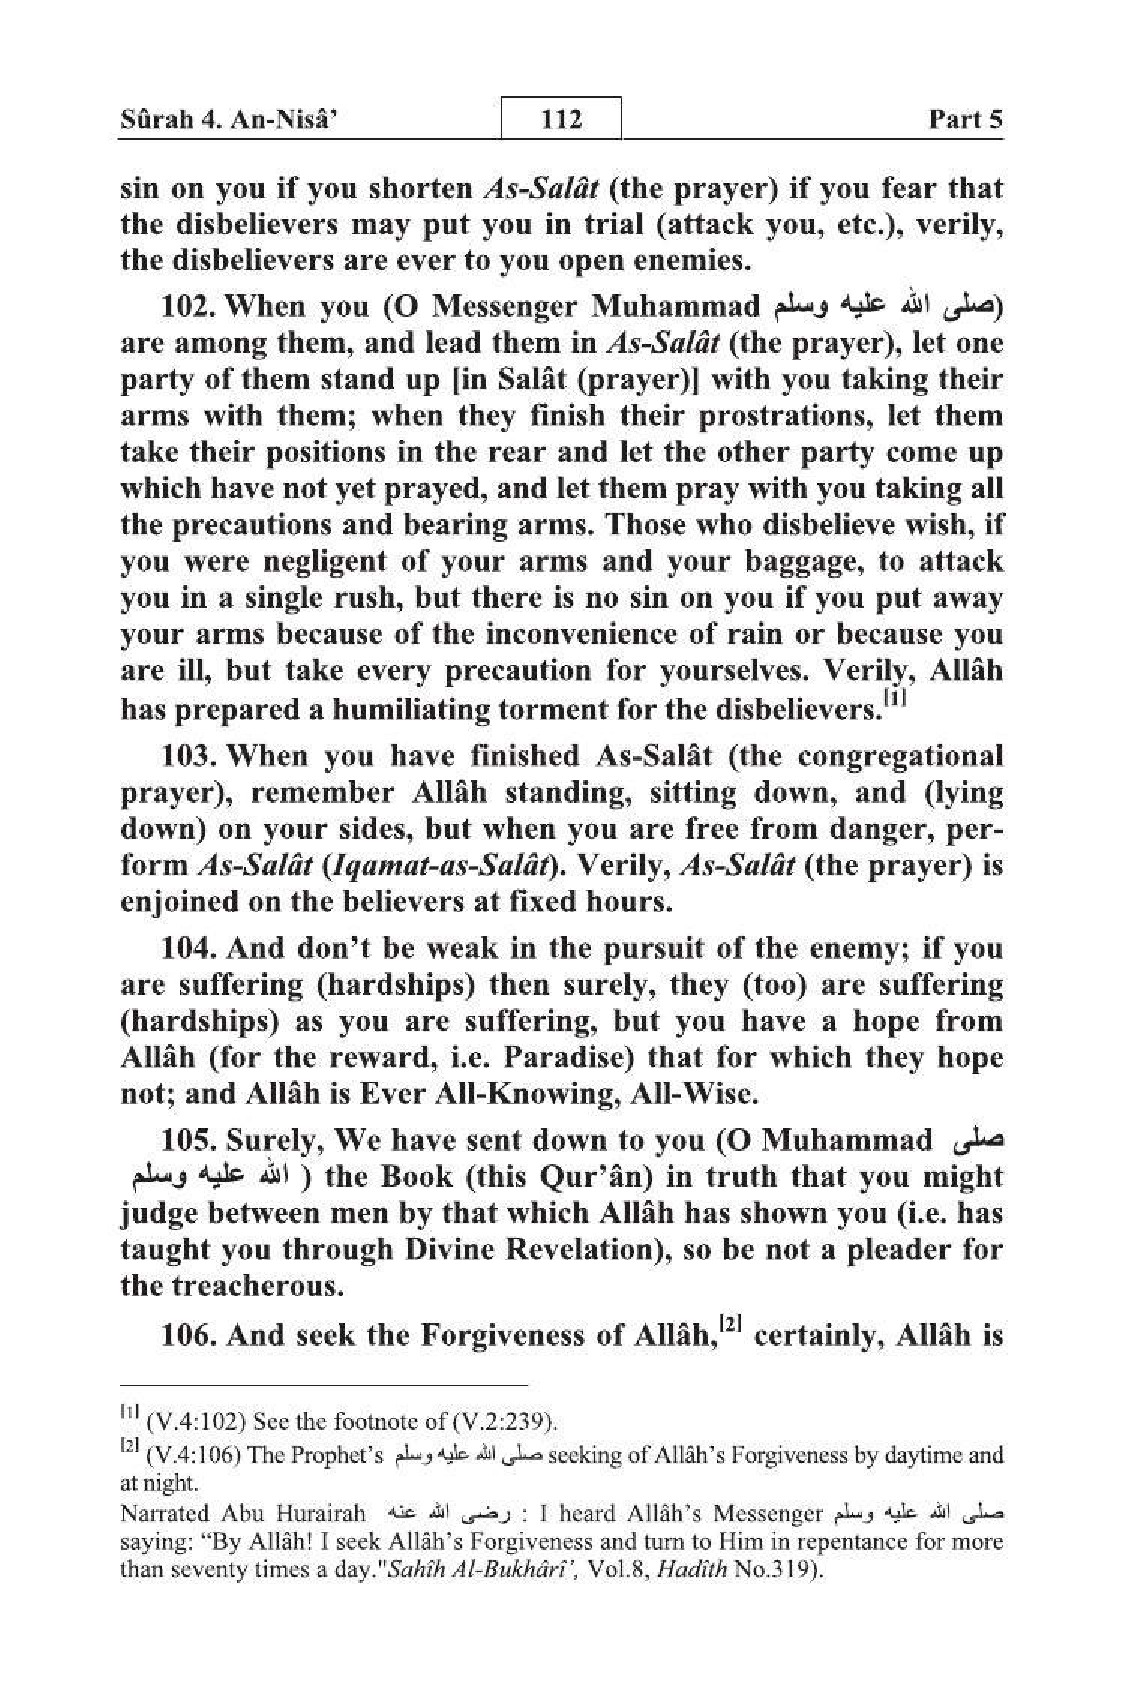 Sûrah 4. An-Nisâ’ 112 Part 5
sin on you if you shorten As-Salât (the prayer) if you fear that
the disbelievers may put you in trial (attack you, etc.), verily,
the disbelievers are ever to you open enemies.
102. When you (O Messenger Muhammad صلى الله عليه وسلم)
are among them, and lead them in As-Salât (the prayer), let one
party of them stand up [in Salât (prayer)] with you taking their
arms with them; when they finish their prostrations, let them
take their positions in the rear and let the other party come up
which have not yet prayed, and let them pray with you taking all
the precautions and bearing arms. Those who disbelieve wish, if
you were negligent of your arms and your baggage, to attack
you in a single rush, but there is no sin on you if you put away
your arms because of the inconvenience of rain or because you
are ill, but take every precaution for yourselves. Verily, Allâh
has prepared a humiliating torment for the disbelievers.[1]
103. When you have finished As-Salât (the congregational
prayer), remember Allâh standing, sitting down, and (lying
down) on your sides, but when you are free from danger, per-
form As-Salât (Iqamat-as-Salât). Verily, As-Salât (the prayer) is
enjoined on the believers at fixed hours.
104. And don’t be weak in the pursuit of the enemy; if you
are suffering (hardships) then surely, they (too) are suffering
(hardships) as you are suffering, but you have a hope from
Allâh (for the reward, i.e. Paradise) that for which they hope
not; and Allâh is Ever All-Knowing, All-Wise.
105. Surely, We have sent down to you (O Muhammad صلى
الله عليه وسلم ) the Book (this Qur’ân) in truth that you might
judge between men by that which Allâh has shown you (i.e. has
taught you through Divine Revelation), so be not a pleader for
the treacherous.
106. And seek the Forgiveness of Allâh,[2] certainly, Allâh is
[1] (V.4:102) See the footnote of (V.2:239).
[2] (V.4:106) The Prophet’s صلى الله عليه وسلم seeking of Allâh’s Forgiveness by daytime and
at night.
Narrated Abu Hurairah رضى الله عنه : I heard Allâh’s Messenger صلى الله عليه وسلم
saying: “By Allâh! I seek Allâh’s Forgiveness and turn to Him in repentance for more
than seventy times a day."Sahîh Al-Bukhârî’, Vol.8, Hadîth No.319).